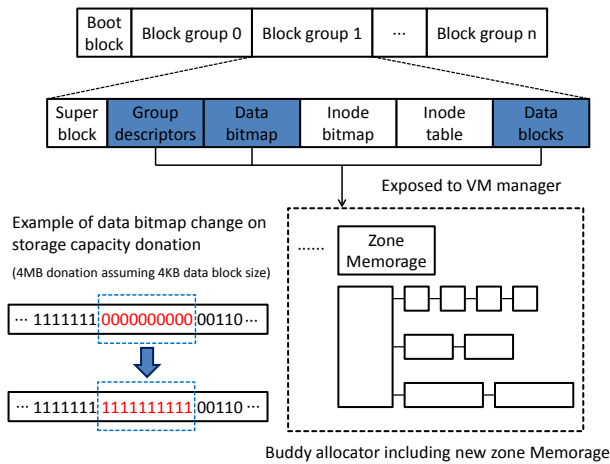 Boot block
Block group 0
Block group 1
...
Block group n
Super block
Group descriptors
Data bitmap
Inode bitmap
Inode table
Data blocks
Exposed to VM manager
Example of data bitmap change on
storage capacity donation
(4MB donation assuming 4KB data block size)
... 1111111 0000000000 00110 ...
... 1111111 1111111111 00110 ...
......
Zone
Memorage
Buddy allocator including new zone Memorage